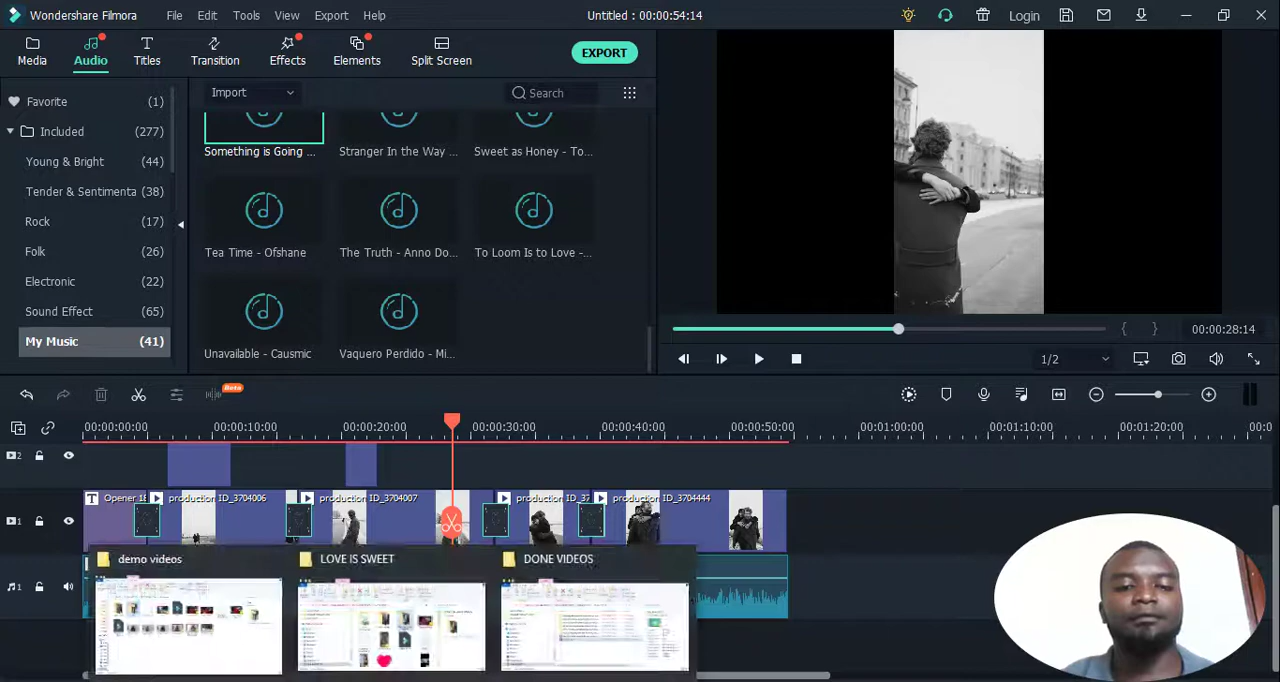 Wondershare Filmora File Edit Tools View Export Help Untitled : 00:00:54:14 Login
Media Audio Titles Transition Effects Elements Split Screen EXPORT
Favorite (1)
Included (277)
Young & Bright (44)
Tender & Sentimenta (38)
Rock (17)
Folk (26)
Electronic (22)
Sound Effect (65)
My Music (41)
Import Search
Something is Going ... Stranger In the Way ... Sweet as Honey - To...
Tea Time - Ofshane The Truth - Anno Do... To Loom Is to Love -...
Unavailable - Causmic Vaquero Perdido - Mi...
{ } 00:00:28:14
1/2
Beta
00:00:00:00 00:00:10:00 00:00:20:00 00:00:30:00 00:00:40:00 00:00:50:00 00:01:00:00 00:01:10:00 00:01:20:00 00:0
2
T Opener 18 production ID_3704006 production ID_3704007 production ID_37 production ID_3704444
1
demo videos LOVE IS SWEET DONE VIDEOS
1